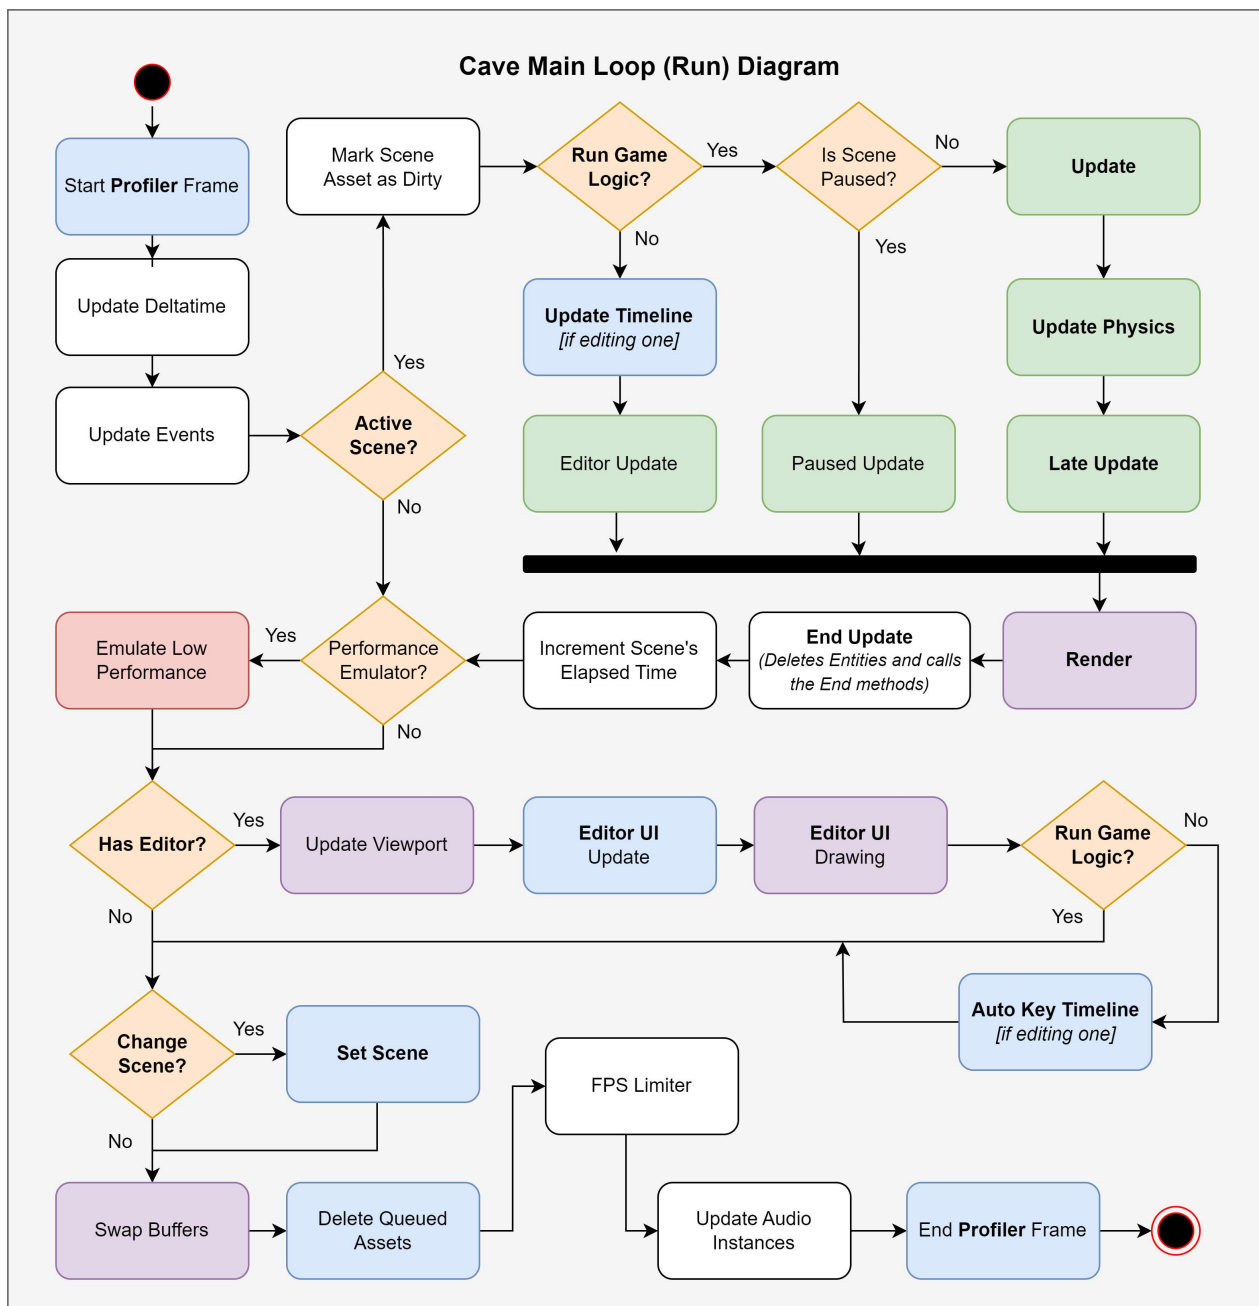 Cave Main Loop (Run) Diagram
Start Profiler Frame
Update Deltatime
Update Events
Active
Scene?
Yes
No
Mark Scene
Asset as Dirty
Run Game
Logic?
Yes
No
Is Scene
Paused?
No
Yes
Update
Update Timeline
[if editing one]
Update Physics
Editor Update
Paused Update
Late Update
Render
End Update
(Deletes Entities and calls
the End methods)
Increment Scene's
Elapsed Time
Performance
Emulator?
Yes
No
Emulate Low
Performance
Has Editor?
Yes
No
Update Viewport
Editor UI
Update
Editor UI
Drawing
Run Game
Logic?
No
Yes
Auto Key Timeline
[if editing one]
Change
Scene?
Yes
No
Set Scene
Swap Buffers
Delete Queued
Assets
FPS Limiter
Update Audio
Instances
End Profiler Frame